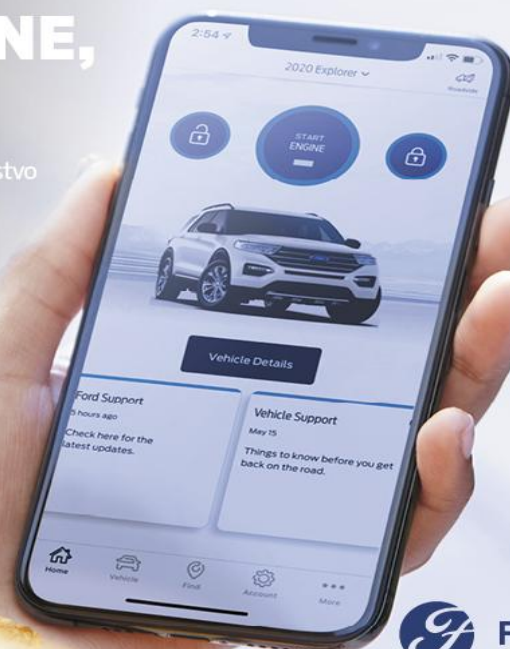 NE,
stvo
2:54
2020 Explorer
Roadside
START
ENGINE
Vehicle Details
Ford Support
5 hours ago
Check here for the
latest updates.
Vehicle Support
May 15
Things to know before you get
back on the road.
Home
Vehicle
Find
Account
More
F